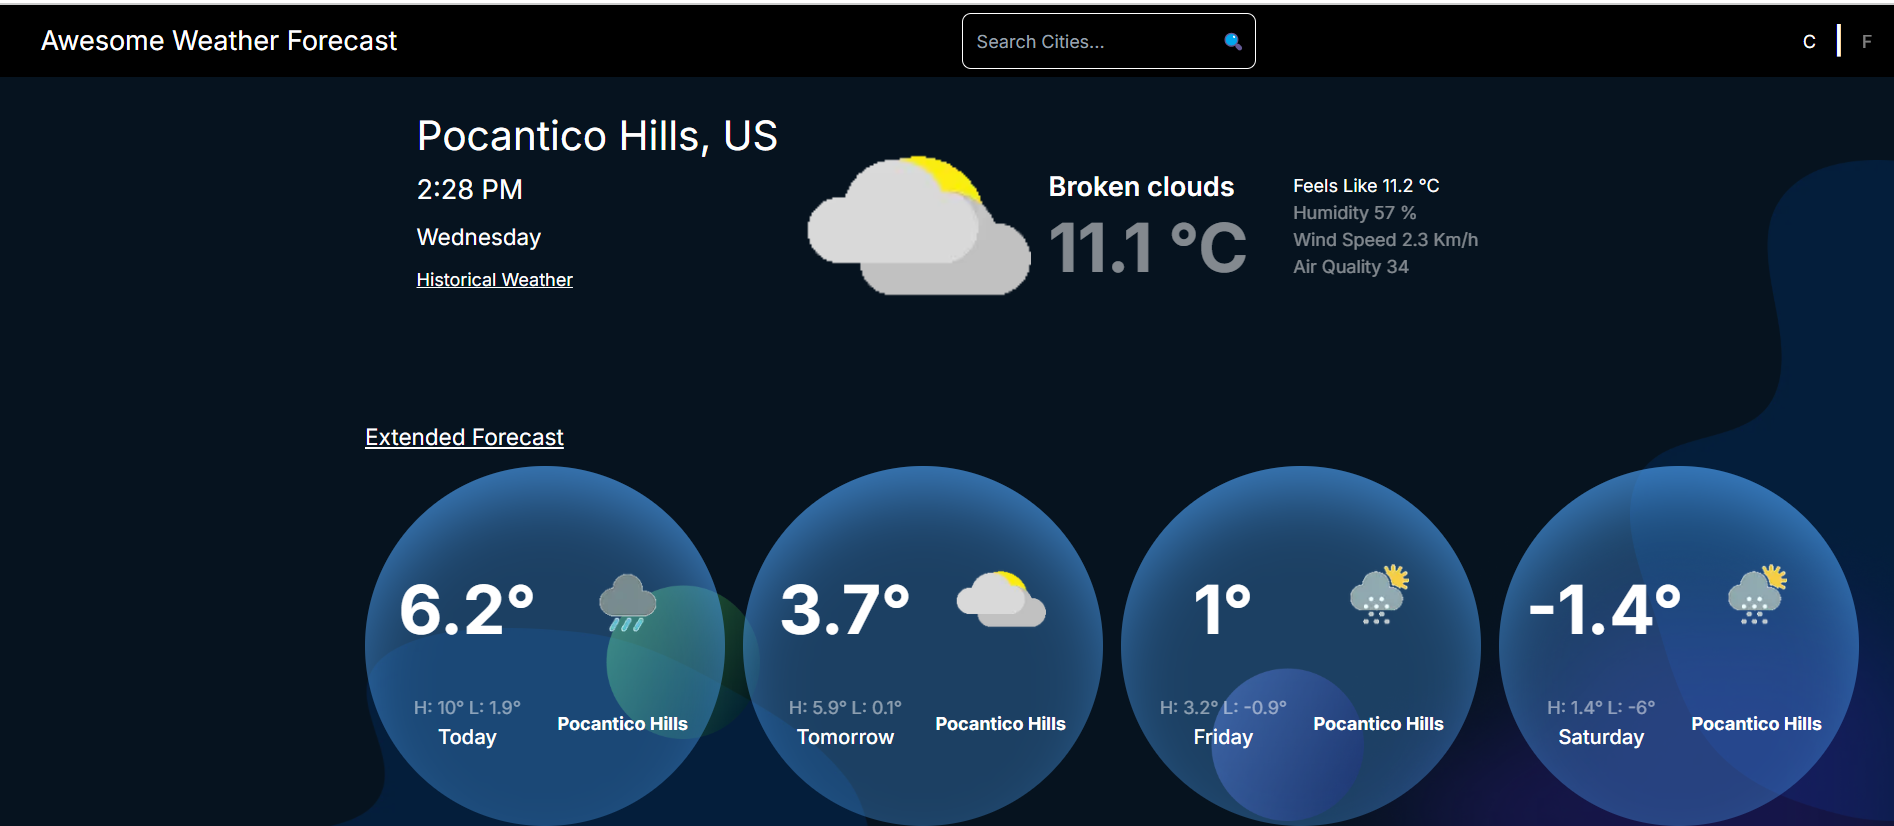 Awesome Weather Forecast
Search Cities...
C
F
Pocantico Hills, US
2:28 PM
Wednesday
Historical Weather
Broken clouds
11.1 °C
Feels Like 11.2 °C
Humidity 57 %
Wind Speed 2.3 Km/h
Air Quality 34
Extended Forecast
6.2°
H: 10° L: 1.9°
Today
Pocantico Hills
3.7°
H: 5.9° L: 0.1°
Tomorrow
Pocantico Hills
1°
H: 3.2° L: -0.9°
Friday
Pocantico Hills
-1.4°
H: 1.4° L: -6°
Saturday
Pocantico Hills